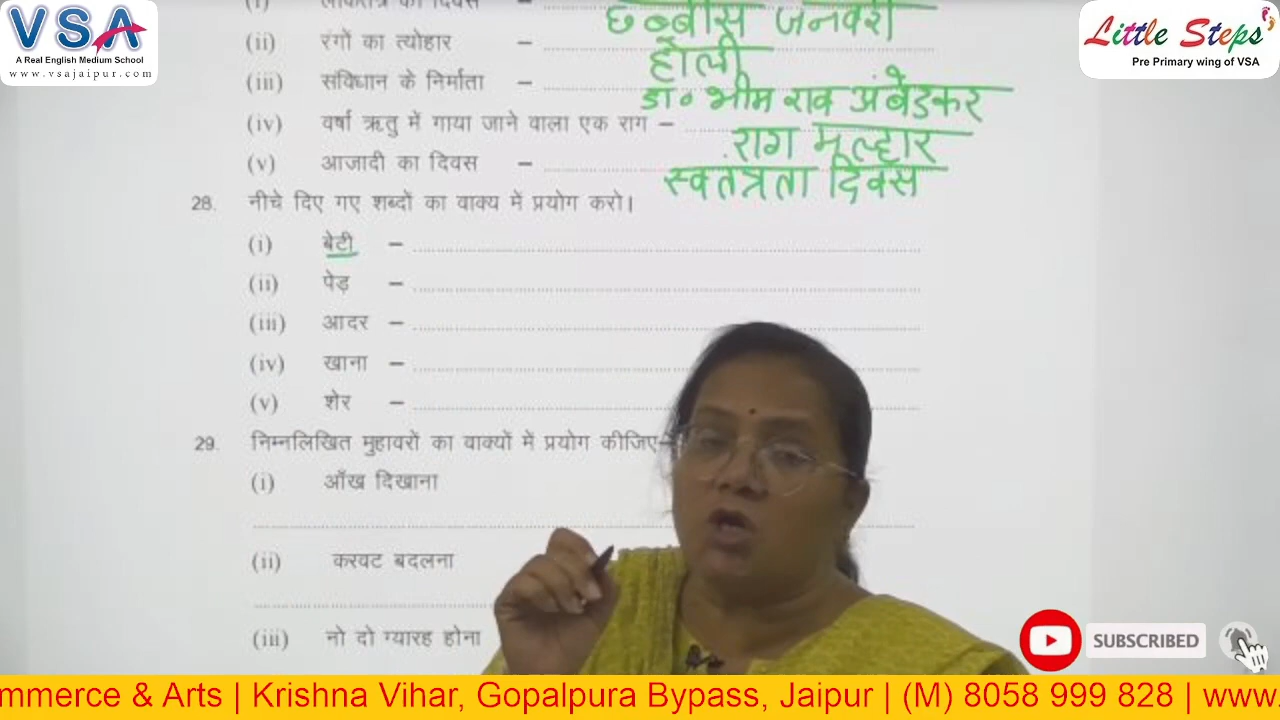 VSA
A Real English Medium School
www.vsajaipur.com
Little Steps
Pre Primary wing of VSA
(i) लोकतंत्र का दिवस –
छब्बीस जनवरी
(ii) रंगों का त्योहार –
होली
(iii) संविधान के निर्माता –
डा॰ भीम राव अंबेडकर
(iv) वर्षा ऋतु में गाया जाने वाला एक राग –
राग मल्हार
(v) आजादी का दिवस –
स्वतंत्रता दिवस
28. नीचे दिए गए शब्दों का वाक्य में प्रयोग करो।
(i) बेटी –
(ii) पेड़ –
(iii) आदर –
(iv) खाना –
(v) शेर –
29. निम्नलिखित मुहावरों का वाक्यों में प्रयोग कीजिए–
(i) आँख दिखाना
(ii) करवट बदलना
(iii) नो दो ग्यारह होना
SUBSCRIBED
mmerce & Arts | Krishna Vihar, Gopalpura Bypass, Jaipur | (M) 8058 999 828 | www.